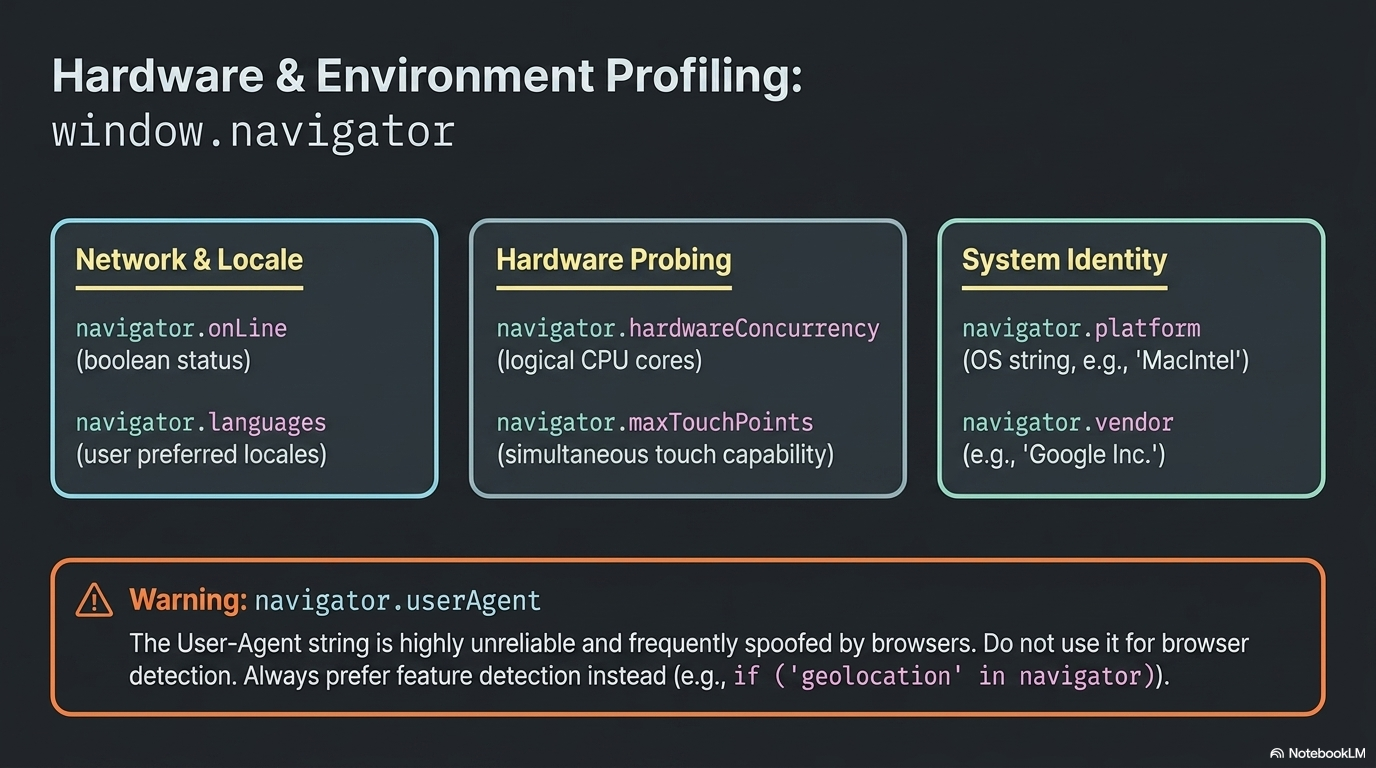 Hardware & Environment Profiling:
window.navigator
Network & Locale
navigator.onLine
(boolean status)
navigator.languages
(user preferred locales)
Hardware Probing
navigator.hardwareConcurrency
(logical CPU cores)
navigator.maxTouchPoints
(simultaneous touch capability)
System Identity
navigator.platform
(OS string, e.g., 'MacIntel')
navigator.vendor
(e.g., 'Google Inc.')
Warning: navigator.userAgent
The User-Agent string is highly unreliable and frequently spoofed by browsers. Do not use it for browser
detection. Always prefer feature detection instead (e.g., if ('geolocation' in navigator)).
NotebookLM